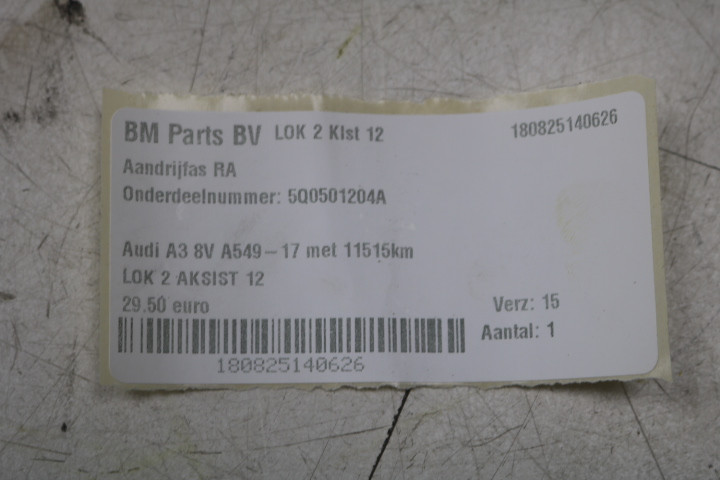 BM Parts BV LOK 2 Klst 12 180825140626
Aandrijfas RA
Onderdeelnummer: 5Q0501204A
Audi A3 8V A549-17 met 11515km
LOK 2 AKSIST 12
29.50 euro Verz: 15
Aantal: 1
180825140626